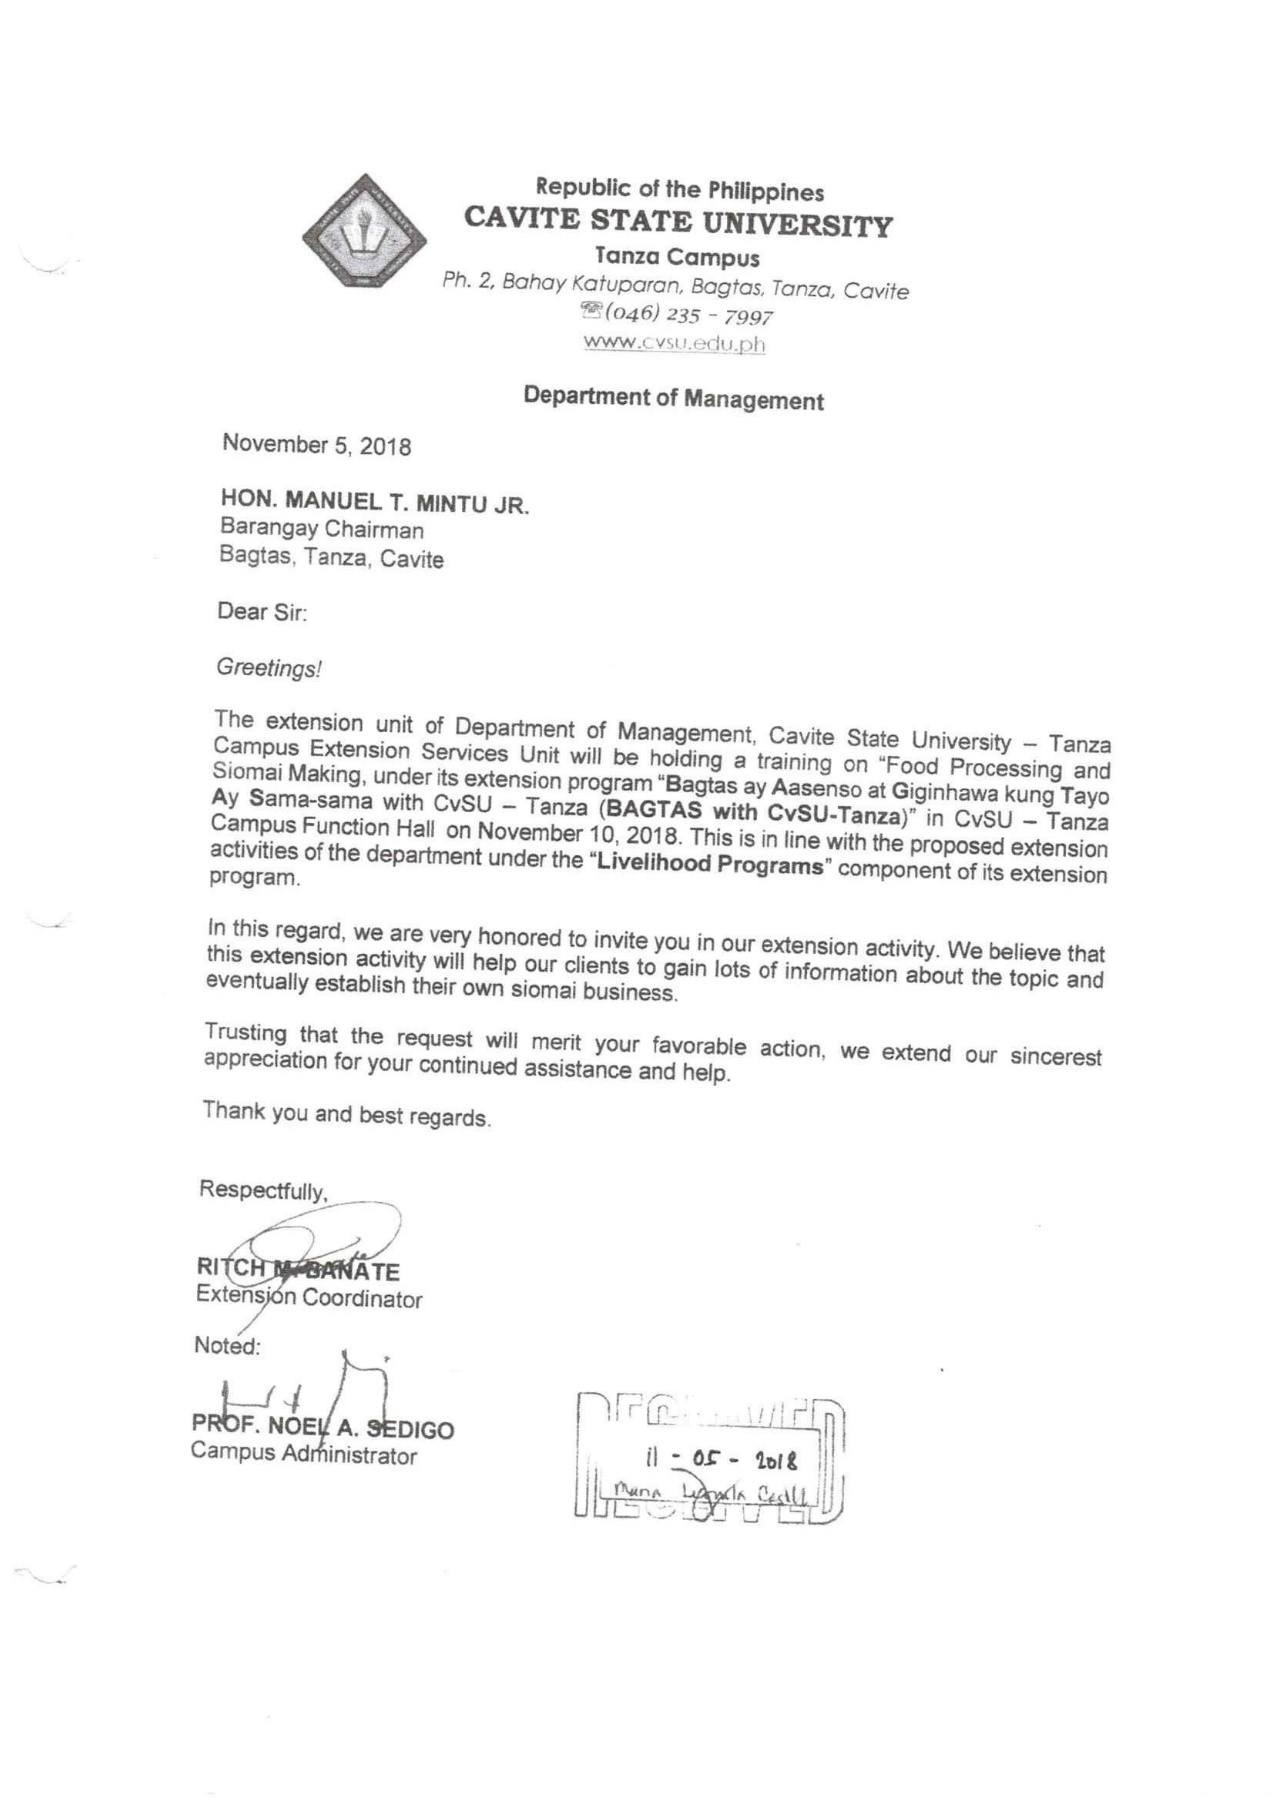 Republic of the Philippines
CAVITE STATE UNIVERSITY
Tanza Campus
Ph. 2, Bahay Katuparan, Bagtas, Tanza, Cavite
☎(046) 235 - 7997
www.cvsu.edu.ph
Department of Management
November 5, 2018
HON. MANUEL T. MINTU JR.
Barangay Chairman
Bagtas, Tanza, Cavite
Dear Sir:
Greetings!
The extension unit of Department of Management, Cavite State University – Tanza
Campus Extension Services Unit will be holding a training on “Food Processing and
Siomai Making, under its extension program “Bagtas ay Aasenso at Giginhawa kung Tayo
Ay Sama-sama with CvSU – Tanza (BAGTAS with CvSU-Tanza)” in CvSU – Tanza
Campus Function Hall on November 10, 2018. This is in line with the proposed extension
activities of the department under the “Livelihood Programs” component of its extension
program.
In this regard, we are very honored to invite you in our extension activity. We believe that
this extension activity will help our clients to gain lots of information about the topic and
eventually establish their own siomai business.
Trusting that the request will merit your favorable action, we extend our sincerest
appreciation for your continued assistance and help.
Thank you and best regards.
Respectfully,
RITCH M. BANATE
Extension Coordinator
Noted:
PROF. NOEL A. SEDIGO
Campus Administrator
RECEIVED
11 - 05 - 2018
RECEIVED